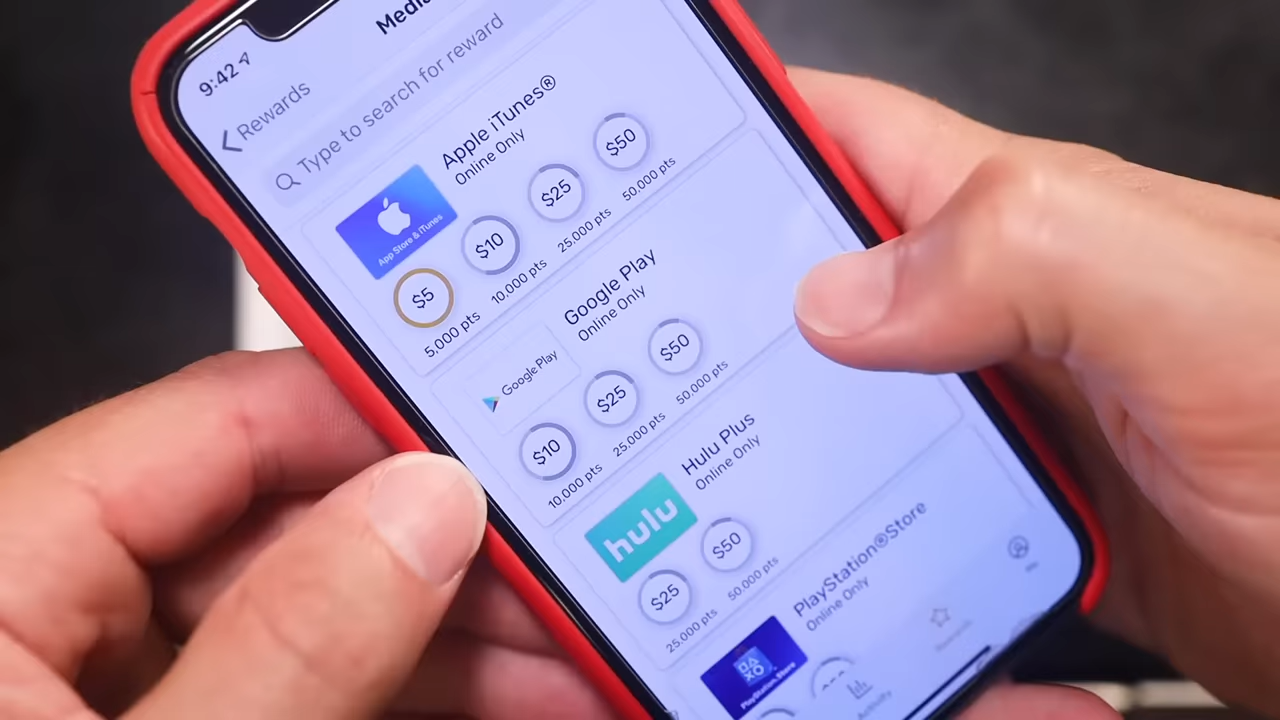 9:42
Rewards
Type to search for reward
Apple iTunes®
Online Only
App Store & iTunes
$5
$10
$25
$50
5,000 pts
10,000 pts
25,000 pts
50,000 pts
Google Play
Online Only
Google Play
$10
$25
$50
10,000 pts
25,000 pts
50,000 pts
Hulu Plus
Online Only
hulu
$25
$50
25,000 pts
50,000 pts
PlayStation®Store
Online Only
PlayStation Store
Activity
Rewards